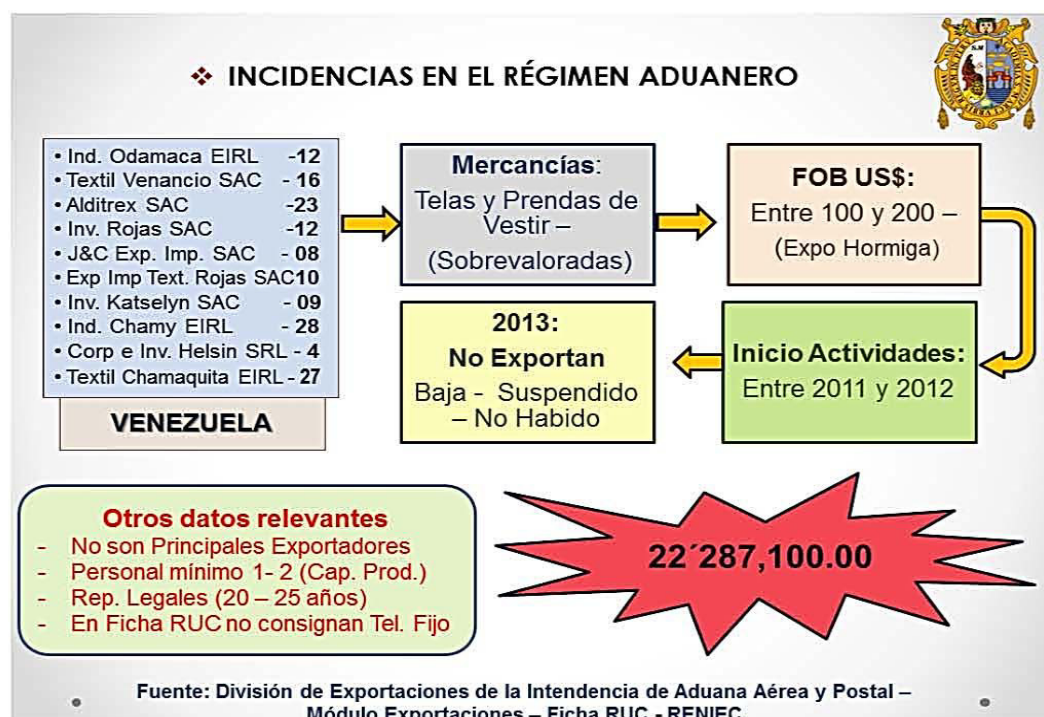 ❖ INCIDENCIAS EN EL RÉGIMEN ADUANERO
• Ind. Odamaca EIRL -12
• Textil Venancio SAC - 16
• Alditrex SAC -23
• Inv. Rojas SAC -12
• J&C Exp. Imp. SAC - 08
• Exp Imp Text. Rojas SAC10
• Inv. Katselyn SAC - 09
• Ind. Chamy EIRL - 28
• Corp e Inv. Helsin SRL - 4
• Textil Chamaquita EIRL - 27
VENEZUELA
Mercancías:
Telas y Prendas de
Vestir –
(Sobrevaloradas)
FOB US$:
Entre 100 y 200 –
(Expo Hormiga)
Inicio Actividades:
Entre 2011 y 2012
2013:
No Exportan
Baja - Suspendido
– No Habido
Otros datos relevantes
- No son Principales Exportadores
- Personal mínimo 1- 2 (Cap. Prod.)
- Rep. Legales (20 – 25 años)
- En Ficha RUC no consignan Tel. Fijo
22´287,100.00
Fuente: División de Exportaciones de la Intendencia de Aduana Aérea y Postal –
Módulo Exportaciones – Ficha RUC - RENIEC.